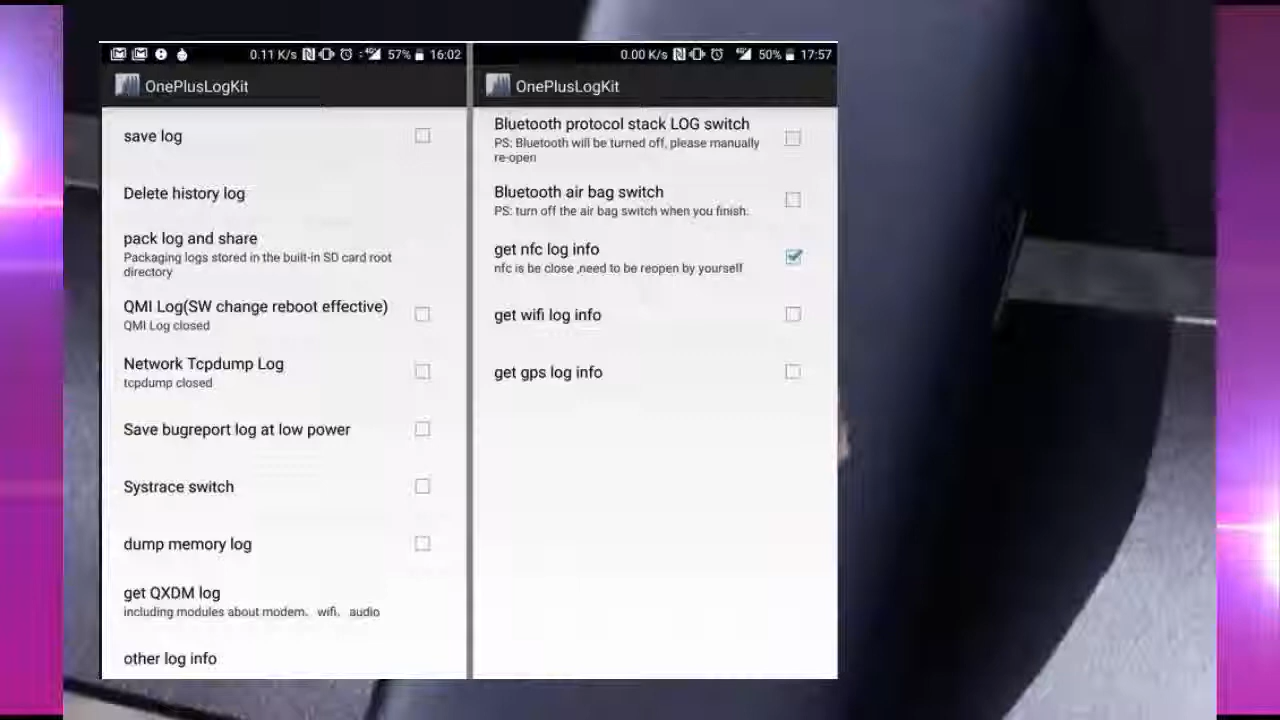 0.11 K/s 4G 57% 16:02
OnePlusLogKit
save log
Delete history log
pack log and share
Packaging logs stored in the built-in SD card root
directory
QMI Log(SW change reboot effective)
QMI Log closed
Network Tcpdump Log
tcpdump closed
Save bugreport log at low power
Systrace switch
dump memory log
get QXDM log
including modules about modem、wifi、audio
other log info
0.00 K/s 4G 50% 17:57
OnePlusLogKit
Bluetooth protocol stack LOG switch
PS: Bluetooth will be turned off, please manually
re-open
Bluetooth air bag switch
PS: turn off the air bag switch when you finish.
get nfc log info
nfc is be close ,need to be reopen by yourself
get wifi log info
get gps log info